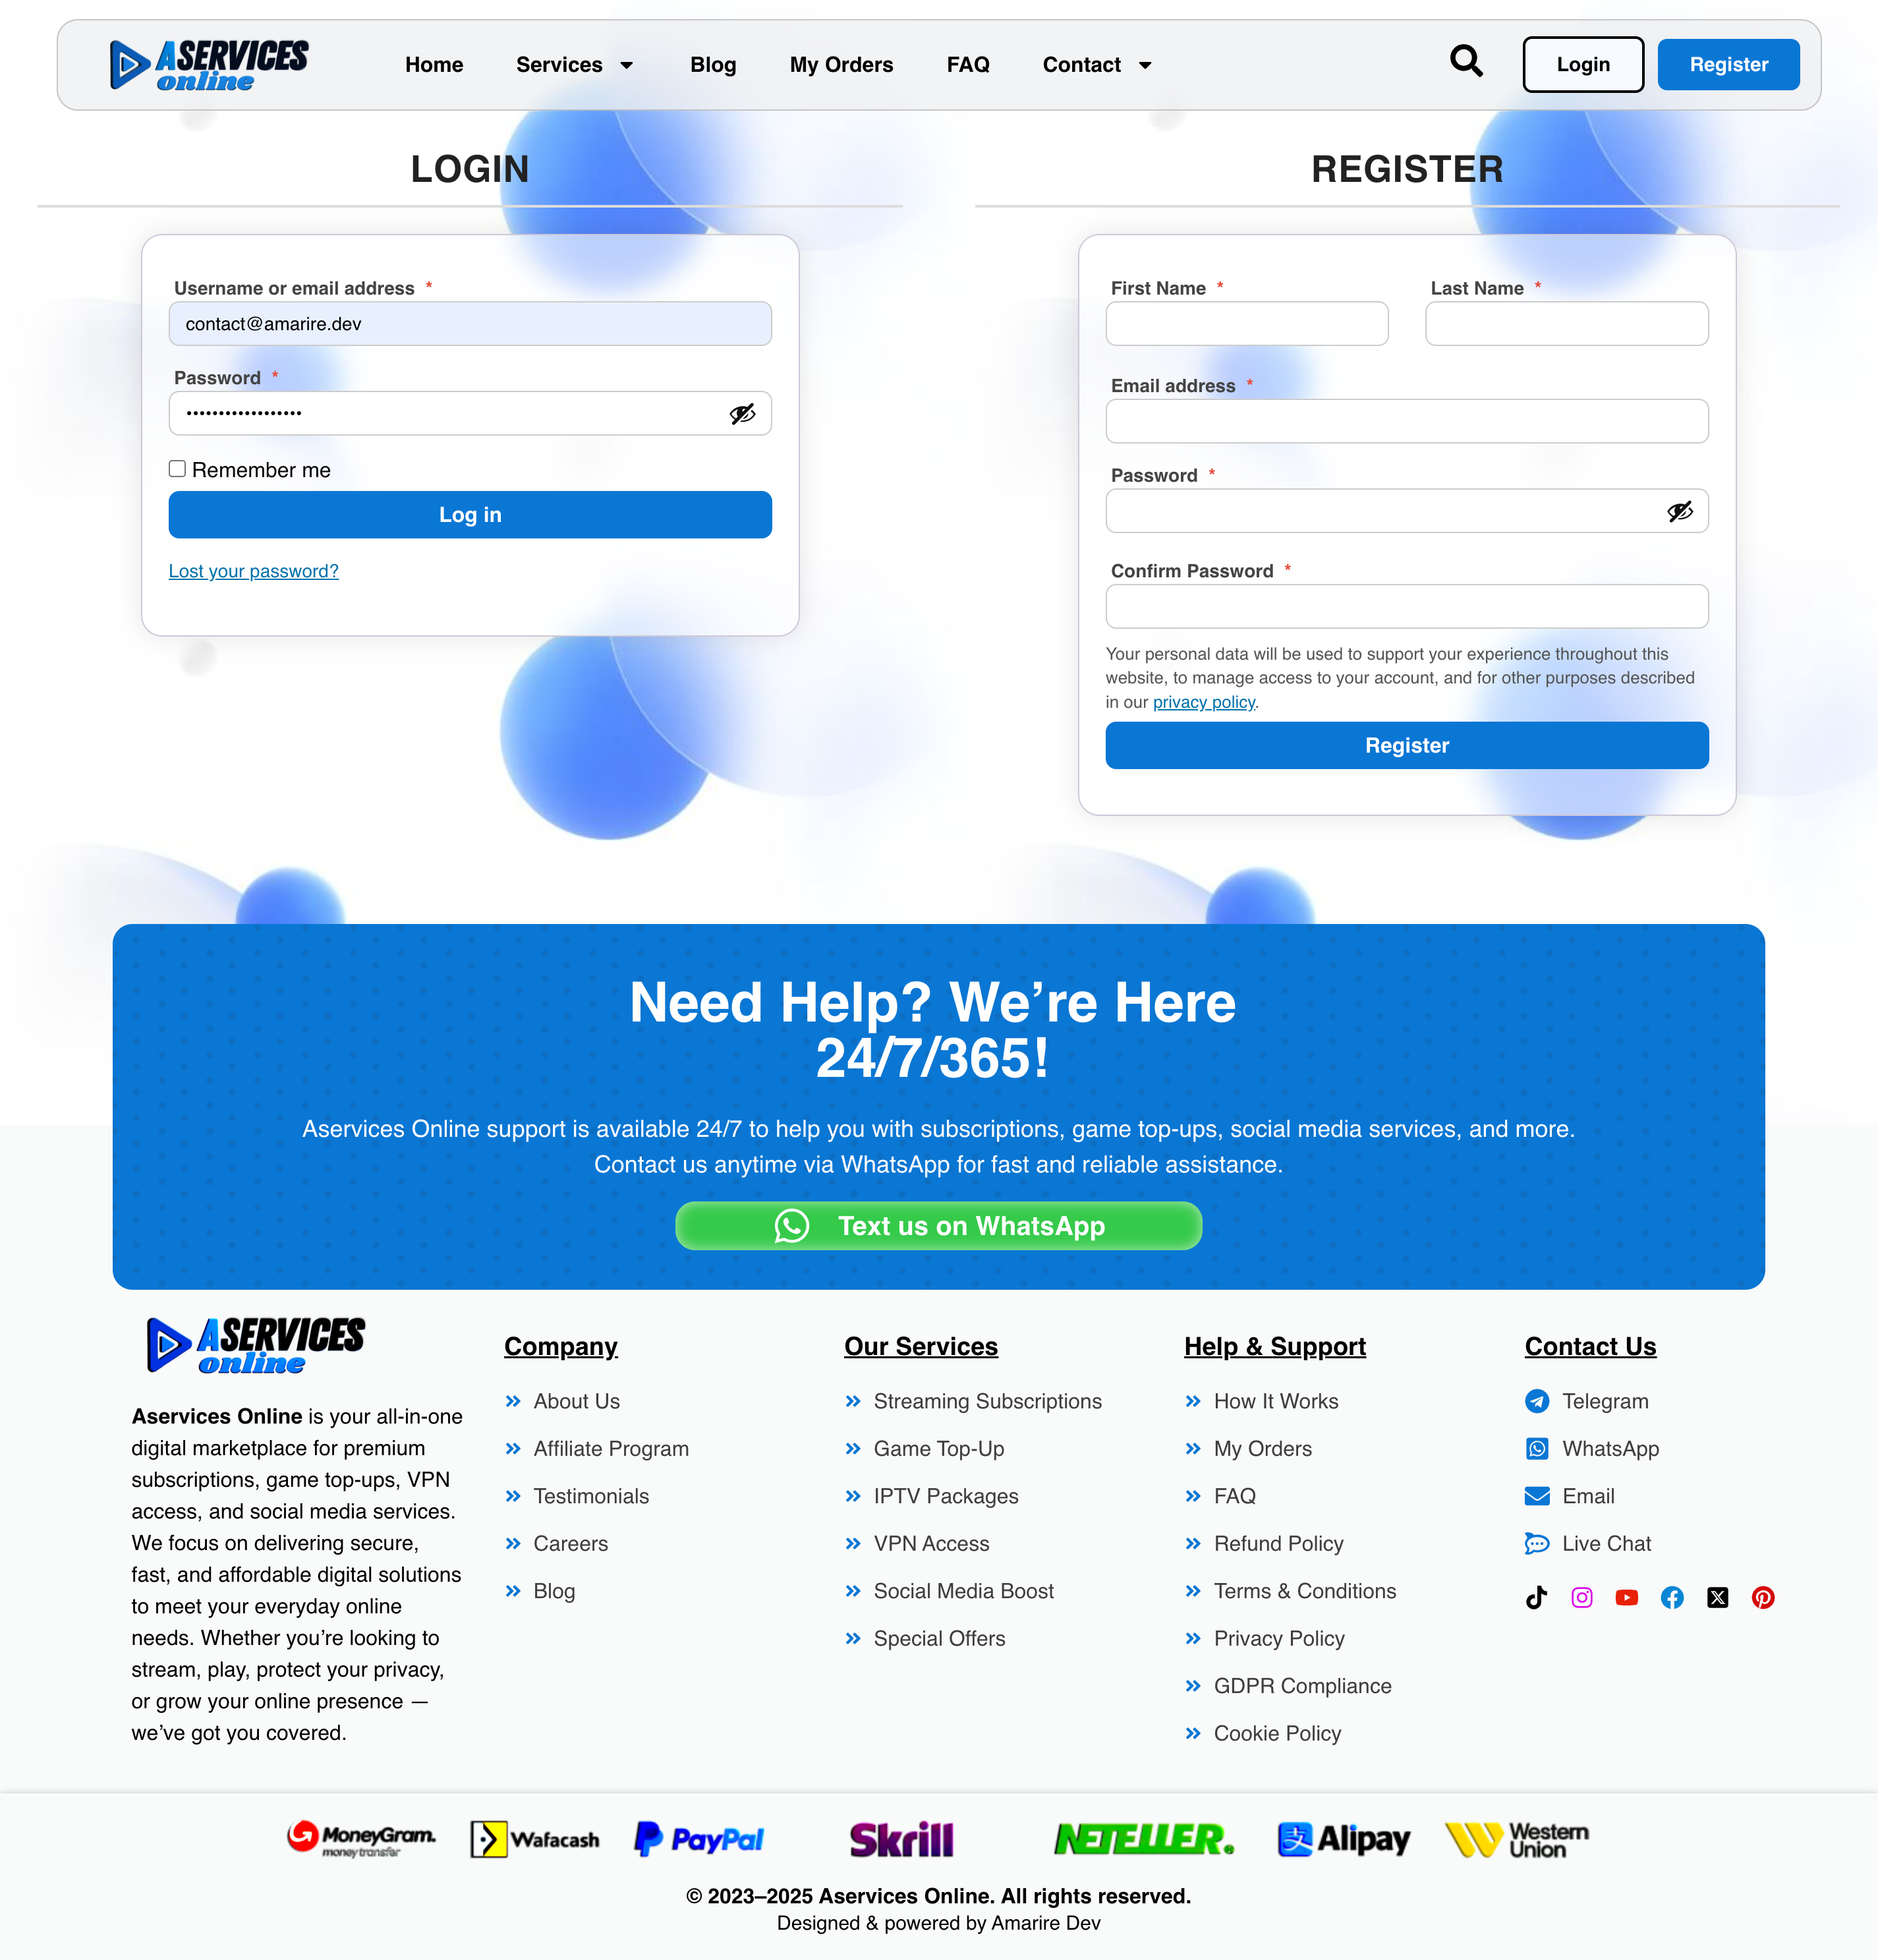 ASERVICES
online
Home
Services
Blog
My Orders
FAQ
Contact
Login
Register
LOGIN
Username or email address *
contact@amarire.dev
Password *
••••••••••••••••••
Remember me
Log in
Lost your password?
REGISTER
First Name *
Last Name *
Email address *
Password *
Confirm Password *
Your personal data will be used to support your experience throughout this
website, to manage access to your account, and for other purposes described
in our privacy policy.
Register
Need Help? We’re Here
24/7/365!
Aservices Online support is available 24/7 to help you with subscriptions, game top-ups, social media services, and more.
Contact us anytime via WhatsApp for fast and reliable assistance.
Text us on WhatsApp
ASERVICES
online
Aservices Online is your all-in-one
digital marketplace for premium
subscriptions, game top-ups, VPN
access, and social media services.
We focus on delivering secure,
fast, and affordable digital solutions
to meet your everyday online
needs. Whether you’re looking to
stream, play, protect your privacy,
or grow your online presence —
we’ve got you covered.
Company
About Us
Affiliate Program
Testimonials
Careers
Blog
Our Services
Streaming Subscriptions
Game Top-Up
IPTV Packages
VPN Access
Social Media Boost
Special Offers
Help & Support
How It Works
My Orders
FAQ
Refund Policy
Terms & Conditions
Privacy Policy
GDPR Compliance
Cookie Policy
Contact Us
Telegram
WhatsApp
Email
Live Chat
MoneyGram.
money transfer
Wafacash
PayPal
Skrill
NETELLER.
支 Alipay
Western
Union
© 2023–2025 Aservices Online. All rights reserved.
Designed & powered by Amarire Dev